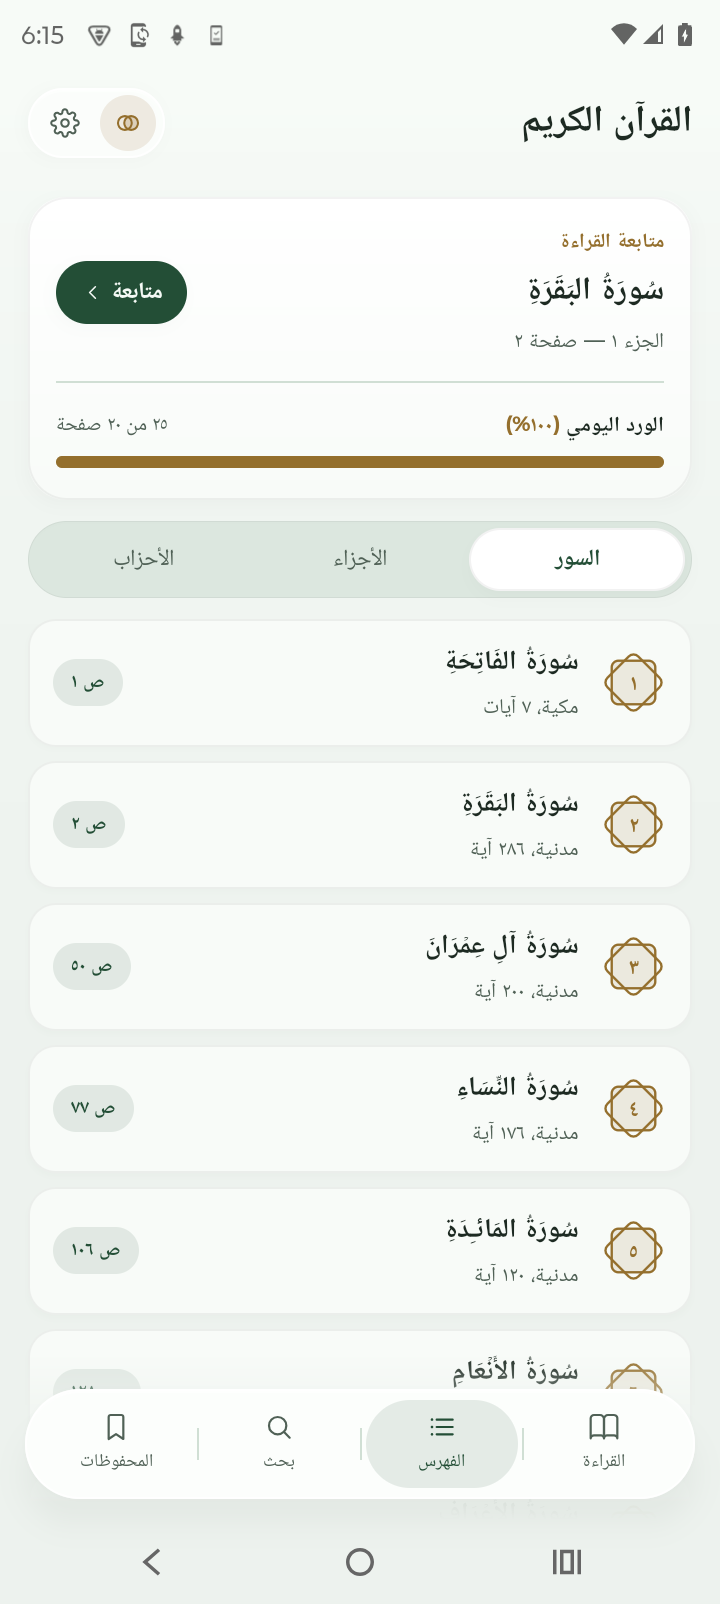 6:15
القرآن الكريم
متابعة القراءة
سُورَةُ البَقَرَةِ
متابعة
الجزء ١ — صفحة ٢
الورد اليومي (١٠٠%)
٢٥ من ٢٠ صفحة
السور
الأجزاء
الأحزاب
١
سُورَةُ الفَاتِحَةِ
مكية، ٧ آيات
ص ١
٢
سُورَةُ البَقَرَةِ
مدنية، ٢٨٦ آية
ص ٢
٣
سُورَةُ آلِ عِمۡرَانَ
مدنية، ٢٠٠ آية
ص ٥٠
٤
سُورَةُ النِّسَاءِ
مدنية، ١٧٦ آية
ص ٧٧
٥
سُورَةُ المَائـِدَةِ
مدنية، ١٢٠ آية
ص ١٠٦
سُورَةُ الأَنۡعَامِ
القراءة
الفهرس
بحث
المحفوظات